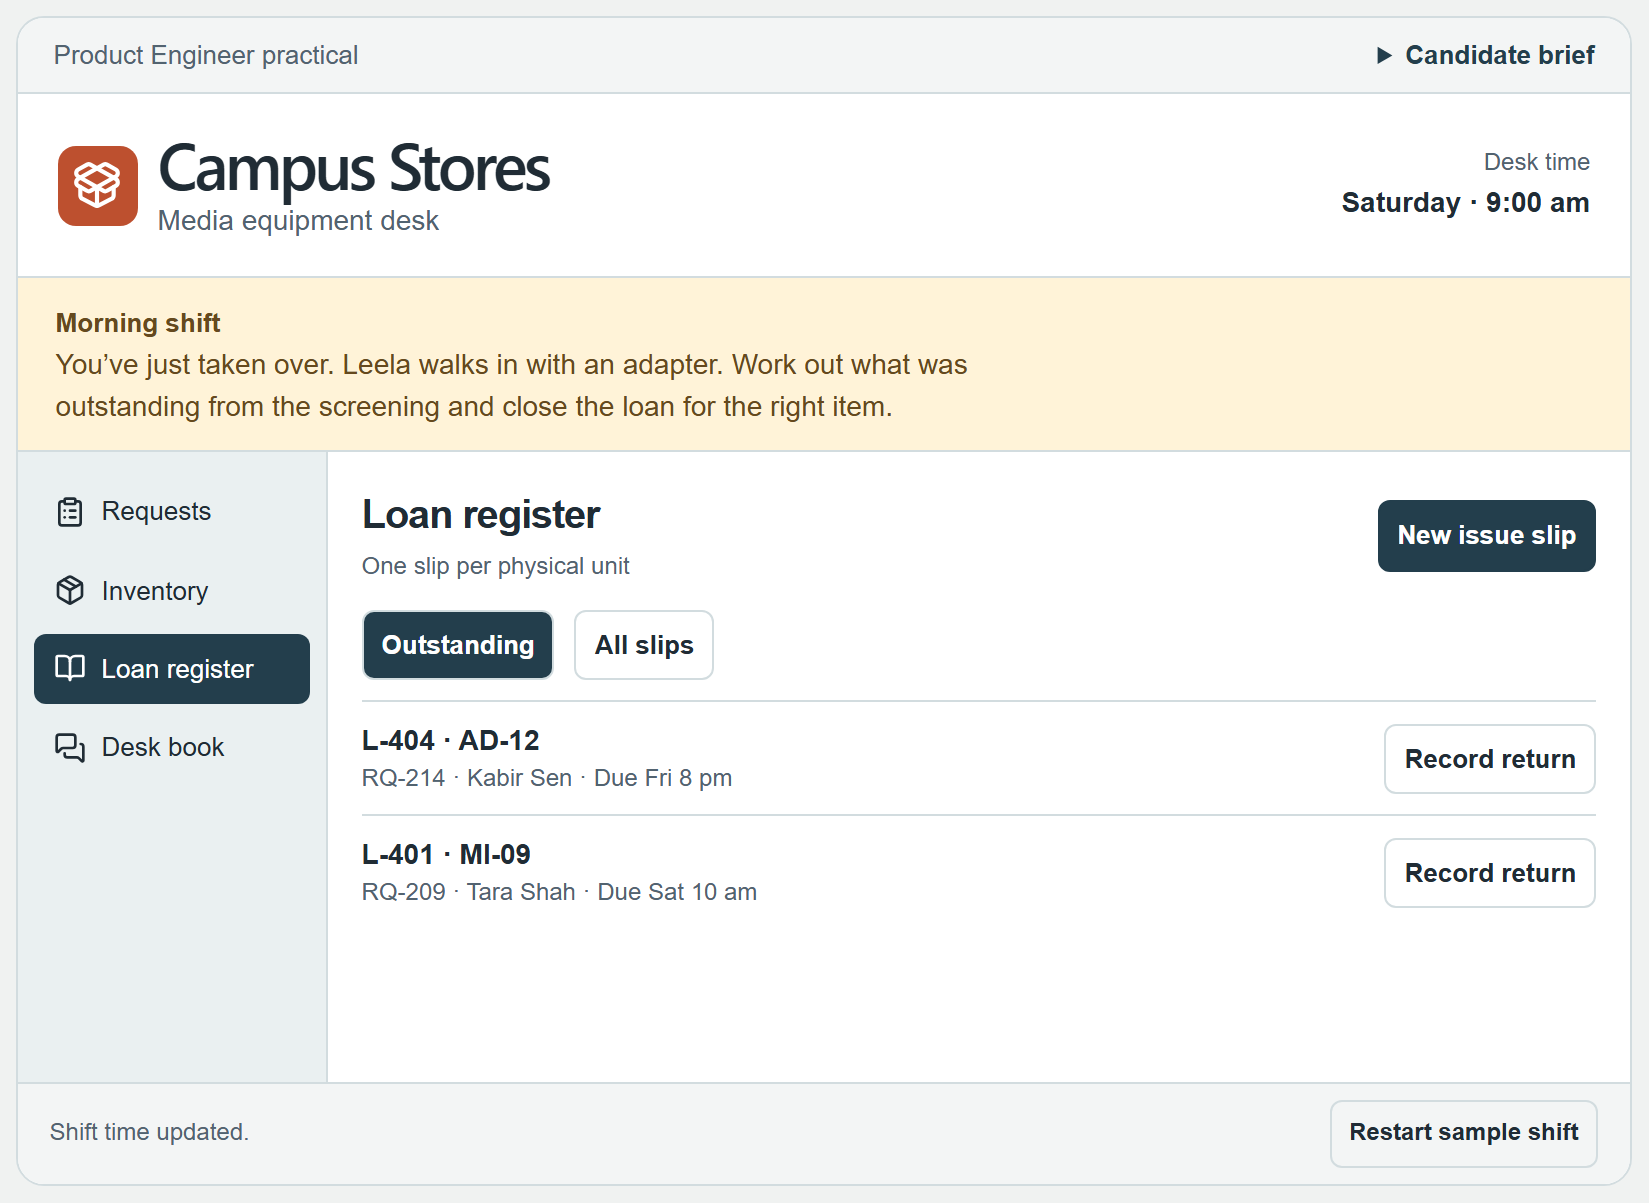 Product Engineer practical
Candidate brief
Campus Stores
Media equipment desk
Desk time
Saturday · 9:00 am
Morning shift
You’ve just taken over. Leela walks in with an adapter. Work out what was
outstanding from the screening and close the loan for the right item.
Requests
Inventory
Loan register
Desk book
Loan register
One slip per physical unit
New issue slip
Outstanding
All slips
L-404 · AD-12
RQ-214 · Kabir Sen · Due Fri 8 pm
Record return
L-401 · MI-09
RQ-209 · Tara Shah · Due Sat 10 am
Record return
Shift time updated.
Restart sample shift